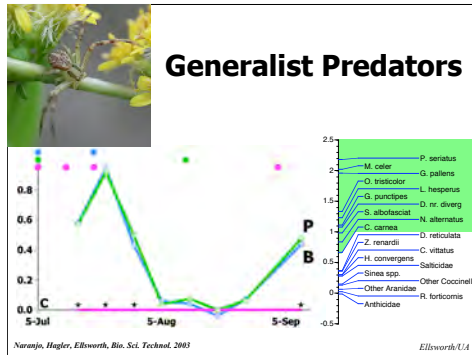 Generalist Predators
0.8
0.6
0.4
0.2
0.0
C
* * * *
P
B
5-Jul 5-Aug 5-Sep
2.5
2
1.5
1
0.5
0
-0.5
P. seriatus
M. celer
G. pallens
O. tristicolor
L. hesperus
G. punctipes
D. nr. diverg
S. albofasciat
N. alternatus
C. carnea
D. reticulata
Z. renardii
C. vittatus
H. convergens
Salticidae
Sinea spp.
Other Coccinell
Other Aranidae
R. forticornis
Anthicidae
Naranjo, Hagler, Ellsworth, Bio. Sci. Technol. 2003
Ellsworth/UA